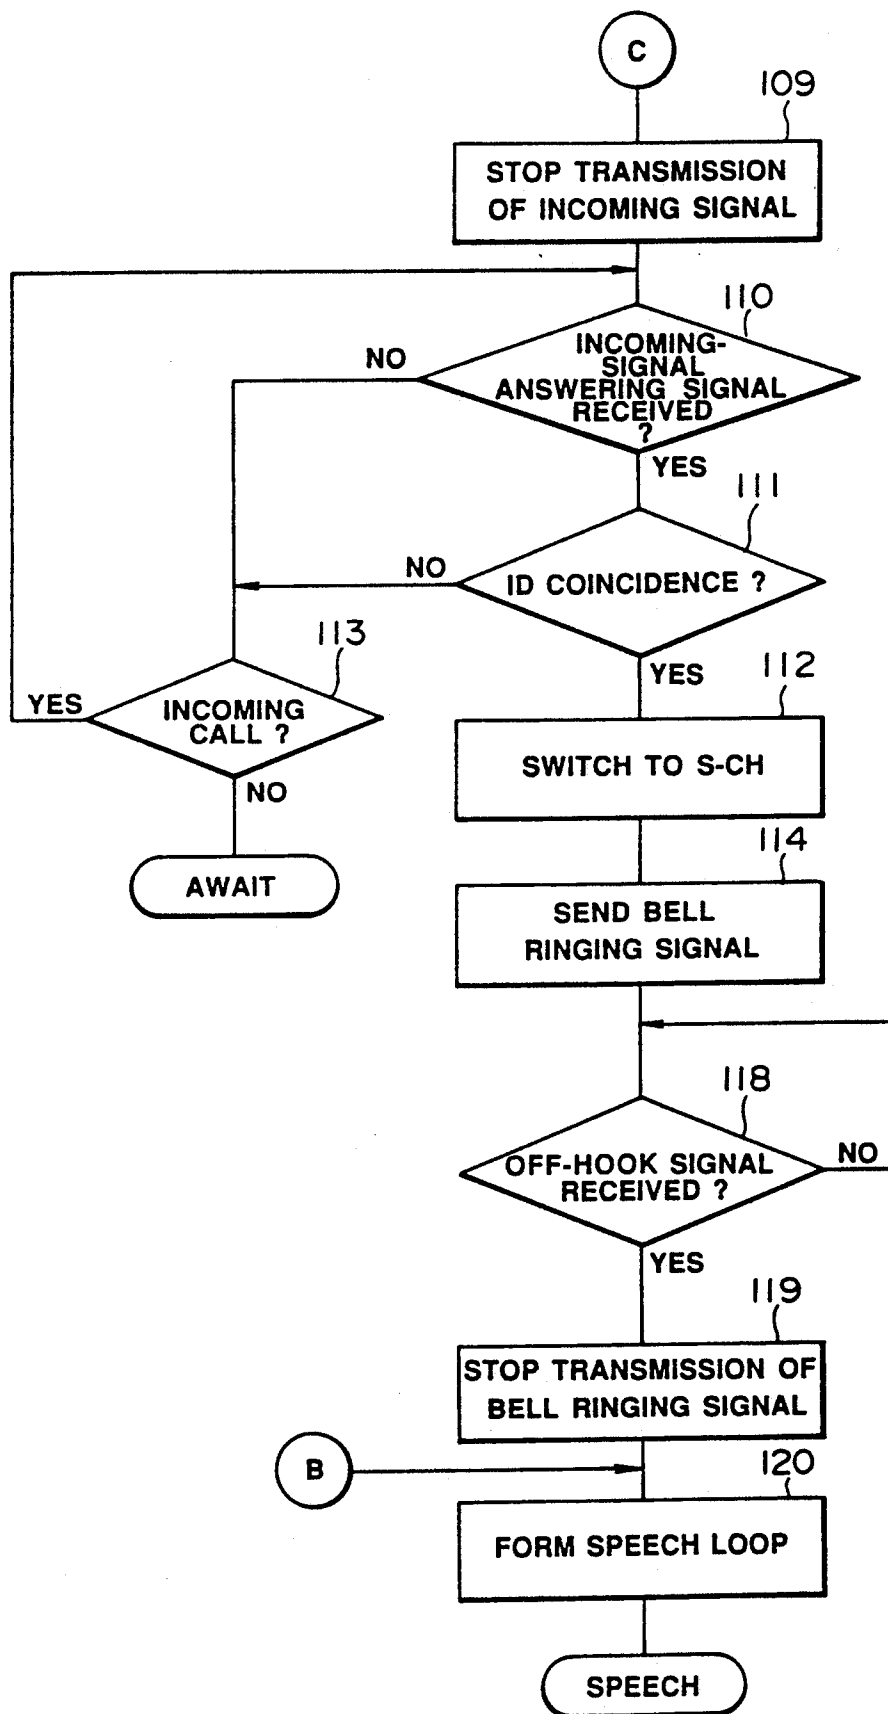 C
109
STOP TRANSMISSION
OF INCOMING SIGNAL
110
INCOMING-
SIGNAL
ANSWERING SIGNAL
RECEIVED
?
NO
YES
111
ID COINCIDENCE ?
NO
YES
113
INCOMING
CALL ?
YES
NO
AWAIT
112
SWITCH TO S-CH
114
SEND BELL
RINGING SIGNAL
118
OFF-HOOK SIGNAL
RECEIVED ?
NO
YES
119
STOP TRANSMISSION OF
BELL RINGING SIGNAL
B
120
FORM SPEECH LOOP
SPEECH